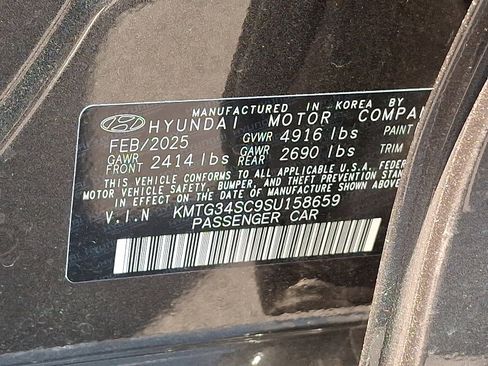 MANUFACTURED IN KOREA BY
HYUNDAI MOTOR COMPAN
FEB/2025 GVWR 4916 lbs PAINT
GAWR FRONT 2414 lbs GAWR REAR 2690 lbs TRIM
THIS VEHICLE CONFORMS TO ALL APPLICABLE U.S.A. FEDER
MOTOR VEHICLE SAFETY, BUMPER, AND THEFT PREVENTION STAN
IN EFFECT ON THE DATE OF MANUFACTURE SHOWN ABOVE.
V.I.N KMTG34SC9SU158659
PASSENGER CAR